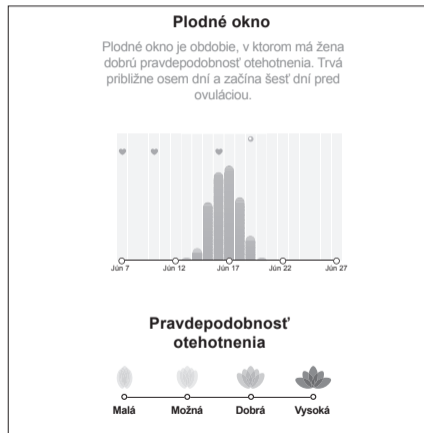 Plodné okno
Plodné okno je obdobie, v ktorom má žena
dobrú pravdepodobnosť otehotnenia. Trvá
približne osem dní a začína šesť dní pred
ovuláciou.
Jún 7 Jún 12 Jún 17 Jún 22 Jún 27
Pravdepodobnosť
otehotnenia
Malá Možná Dobrá Vysoká